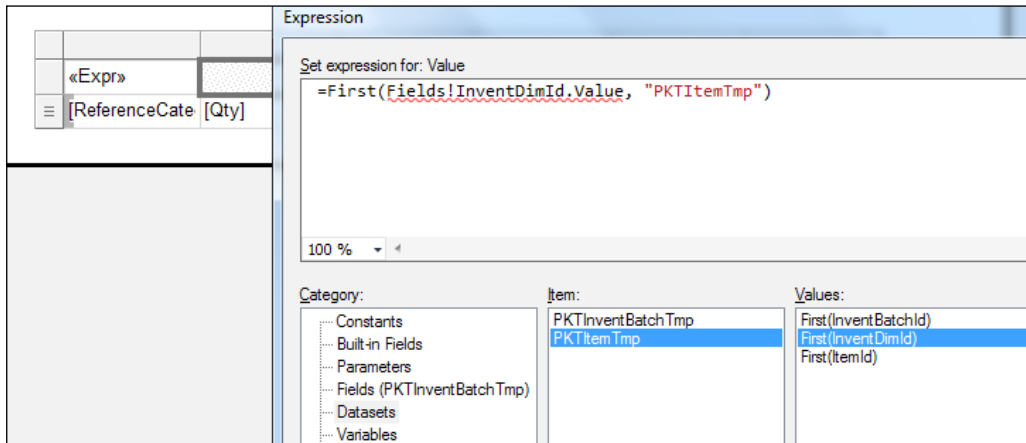 Expression
«Expr»
[ReferenceCate [Qty]
Set expression for: Value
=First(Fields!InventDimId.Value, "PKTItemTmp")
100 %
Category:
Constants
Built-in Fields
Parameters
Fields (PKTInventBatchTmp)
Datasets
Variables
Item:
PKTInventBatchTmp
PKTItemTmp
Values:
First(InventBatchId)
First(InventDimId)
First(ItemId)